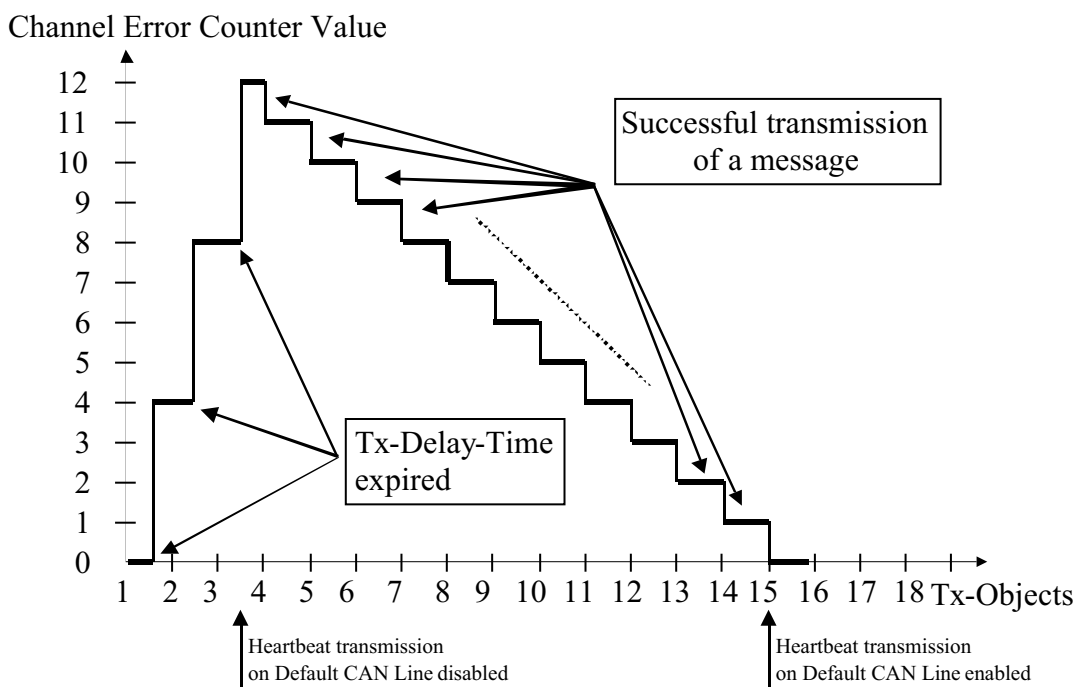 Channel Error Counter Value
12
11
10
9
8
7
6
5
4
3
2
1
0
Successful transmission
of a message
Tx-Delay-Time
expired
1 2 3 4 5 6 7 8 9 10 11 12 13 14 15 16 17 18 Tx-Objects
Heartbeat transmission
on Default CAN Line disabled
Heartbeat transmission
on Default CAN Line enabled